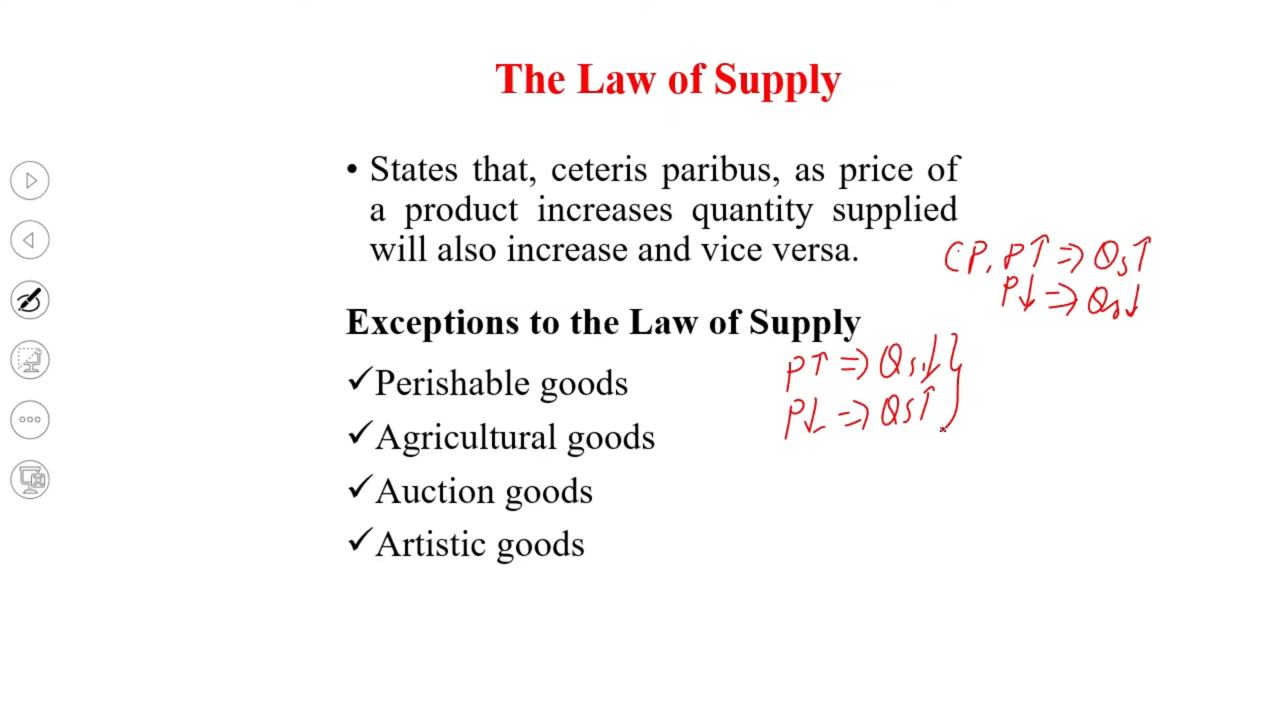 The Law of Supply
• States that, ceteris paribus, as price of
a product increases quantity supplied
will also increase and vice versa.
CP, P↑ ⇒ Qs↑
P↓ ⇒ Qs↓
Exceptions to the Law of Supply
P↑ ⇒ Qs↓
✓Perishable goods
P↓ ⇒ QS↑
✓Agricultural goods
✓Auction goods
✓Artistic goods